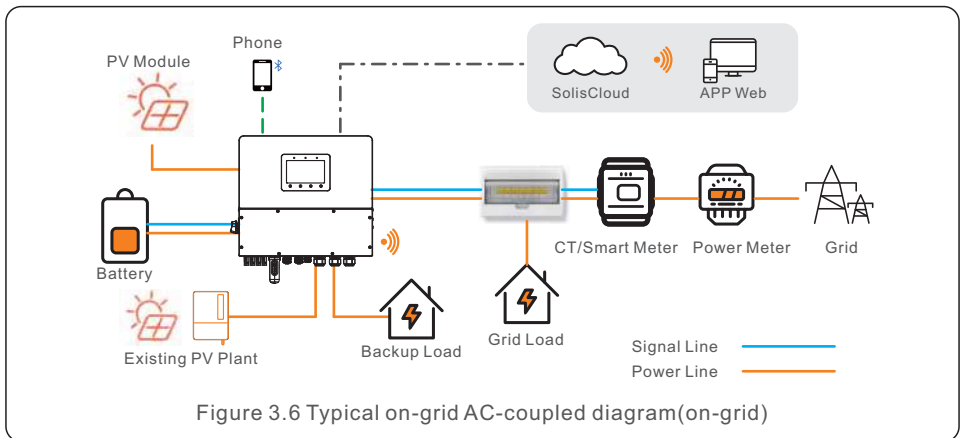 Phone
PV Module
SolisCloud
APP Web
CT/Smart Meter
Power Meter
Grid
Battery
Existing PV Plant
Backup Load
Grid Load
Signal Line
Power Line
Figure 3.6 Typical on-grid AC-coupled diagram(on-grid)